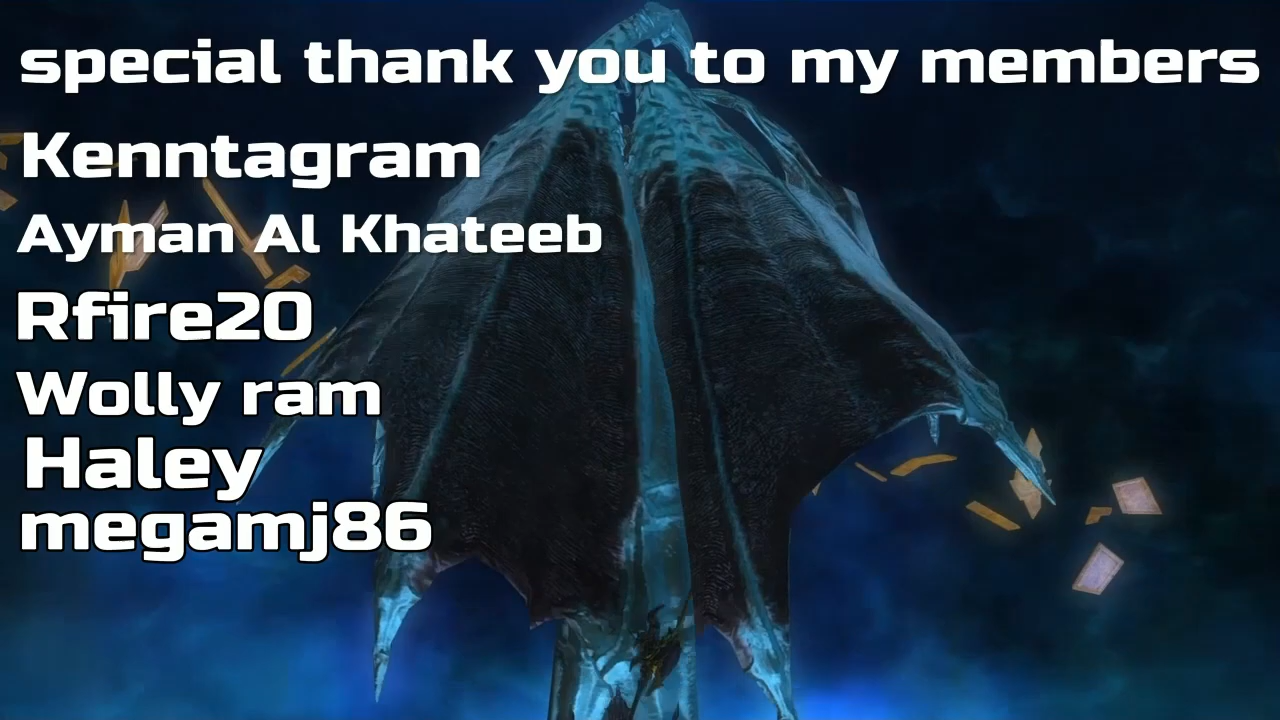 special thank you to my members
Kenntagram
Ayman Al Khateeb
Rfire20
Wolly ram
Haley
megamj86